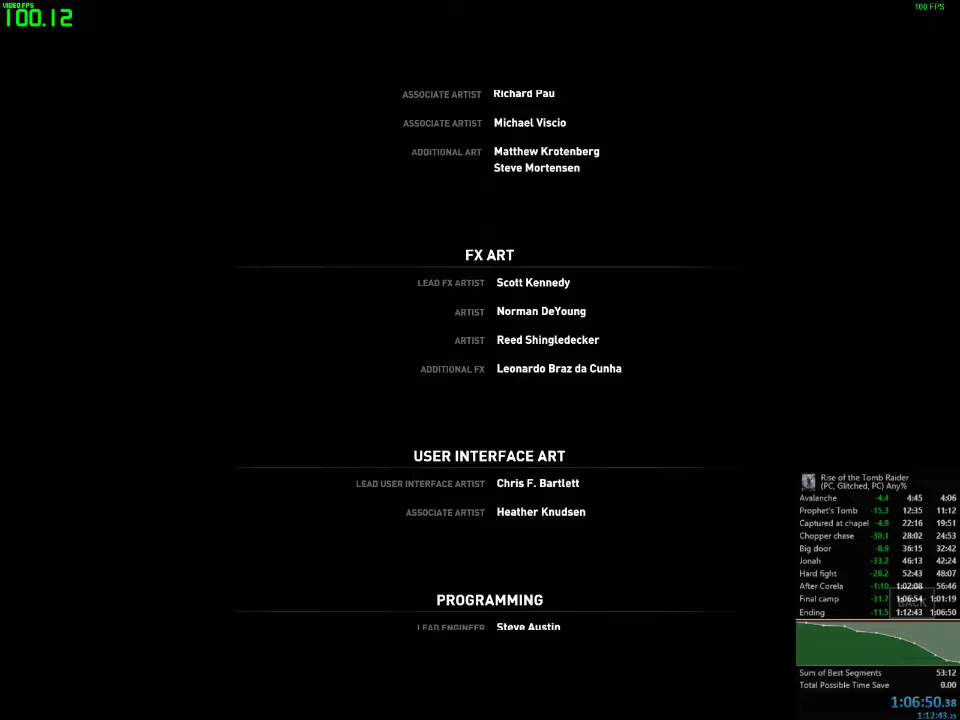 VIDEO FPS
100.12
100 FPS
ASSOCIATE ARTIST Richard Pau
ASSOCIATE ARTIST Michael Viscio
ADDITIONAL ART Matthew Krotenberg
Steve Mortensen
FX ART
LEAD FX ARTIST Scott Kennedy
ARTIST Norman DeYoung
ARTIST Reed Shingledecker
ADDITIONAL FX Leonardo Braz da Cunha
USER INTERFACE ART
LEAD USER INTERFACE ARTIST Chris F. Bartlett
ASSOCIATE ARTIST Heather Knudsen
PROGRAMMING
LEAD ENGINEER Steve Austin
Rise of the Tomb Raider
(PC, Glitched, PC) Any%
Avalanche -4.4 4:45 4:06
Prophet's Tomb -15.3 12:35 11:12
Captured at chapel -4.9 22:16 19:51
Chopper chase -30.1 28:02 24:53
Big door -8.9 36:15 32:42
Jonah -33.2 46:13 42:24
Hard fight -28.2 52:43 48:07
After Corela -1:10 1:02:08 56:46
Final camp -31.7 1:06:54 1:01:19
BACK
Ending -11.5 1:12:43 1:06:50
Sum of Best Segments 53:12
Total Possible Time Save 0.00
1:06:50.38
1:12:43.25